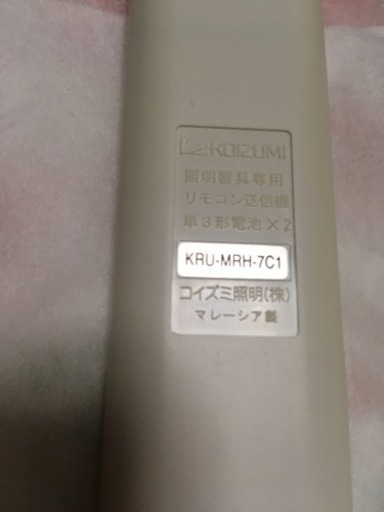 KOIZUMI
照明器具専用
リモコン送信機
単3形電池×2
KRU-MRH-7C1
コイズミ照明(株)
マレーシア製